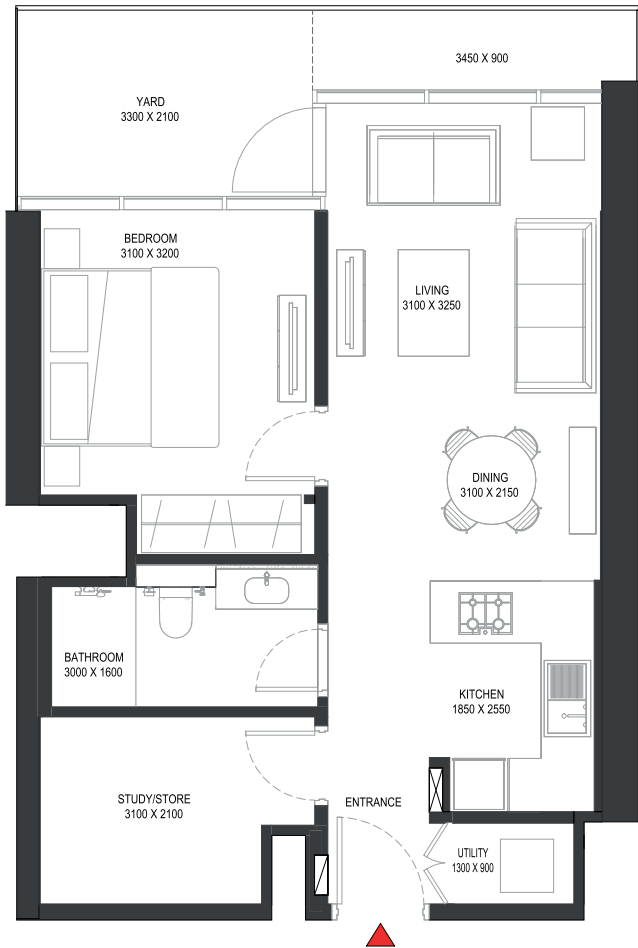 3450 X 900
YARD
3300 X 2100
BEDROOM
3100 X 3200
LIVING
3100 X 3250
DINING
3100 X 2150
BATHROOM
3000 X 1600
KITCHEN
1850 X 2550
STUDY/STORE
3100 X 2100
ENTRANCE
UTILITY
1300 X 900